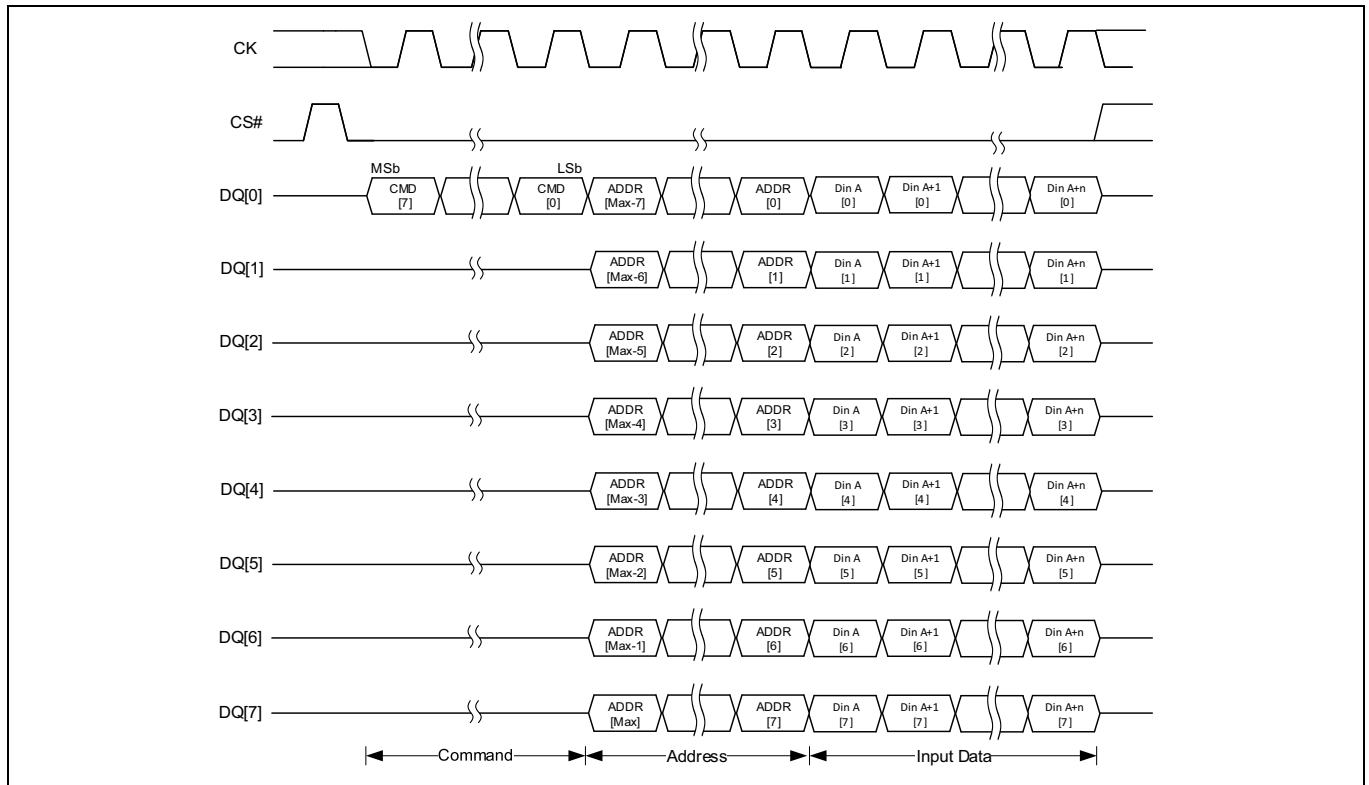 CK
CS#
MSb LSb
DQ[0] CMD [7] CMD [0] ADDR [Max-7] ADDR [0] Din A [0] Din A+1 [0] Din A+n [0]
DQ[1] ADDR [Max-6] ADDR [1] Din A [1] Din A+1 [1] Din A+n [1]
DQ[2] ADDR [Max-5] ADDR [2] Din A [2] Din A+1 [2] Din A+n [2]
DQ[3] ADDR [Max-4] ADDR [3] Din A [3] Din A+1 [3] Din A+n [3]
DQ[4] ADDR [Max-3] ADDR [4] Din A [4] Din A+1 [4] Din A+n [4]
DQ[5] ADDR [Max-2] ADDR [5] Din A [5] Din A+1 [5] Din A+n [5]
DQ[6] ADDR [Max-1] ADDR [6] Din A [6] Din A+1 [6] Din A+n [6]
DQ[7] ADDR [Max] ADDR [7] Din A [7] Din A+1 [7] Din A+n [7]
Command Address Input Data